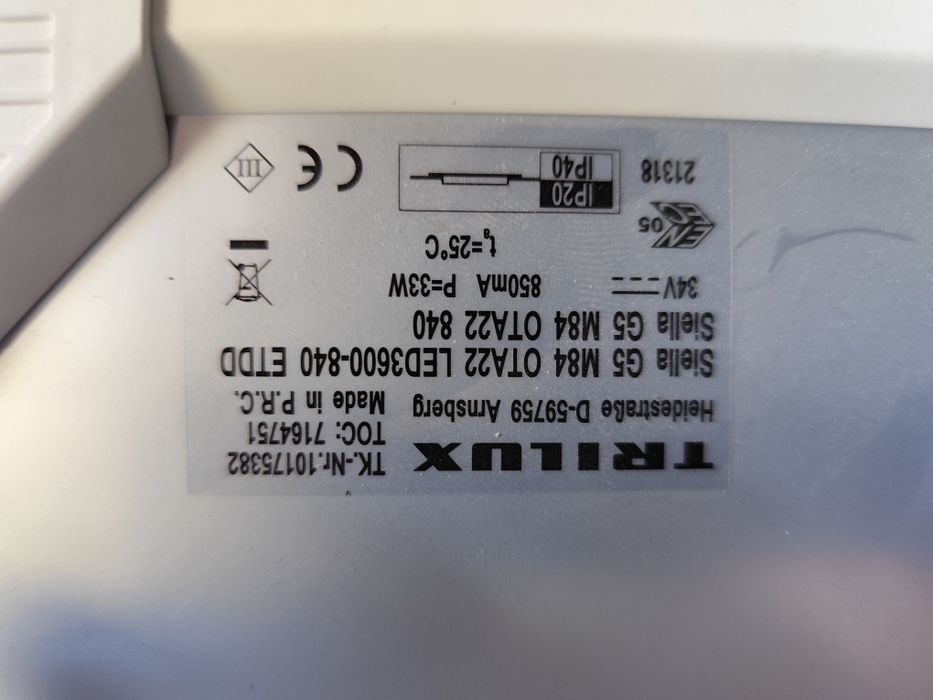 TRILUX TK.-Nr.10175382
TOC: 7164751
Heidestraße D-59759 Arnsberg Made in P.R.C.
Siella G5 M84 OTA22 LED3600-840 ETDD
Siella G5 M84 OTA22 840
34V 850mA P=33W
ta=25°C
ENEC 05
IP20
21318 IP40 CE III